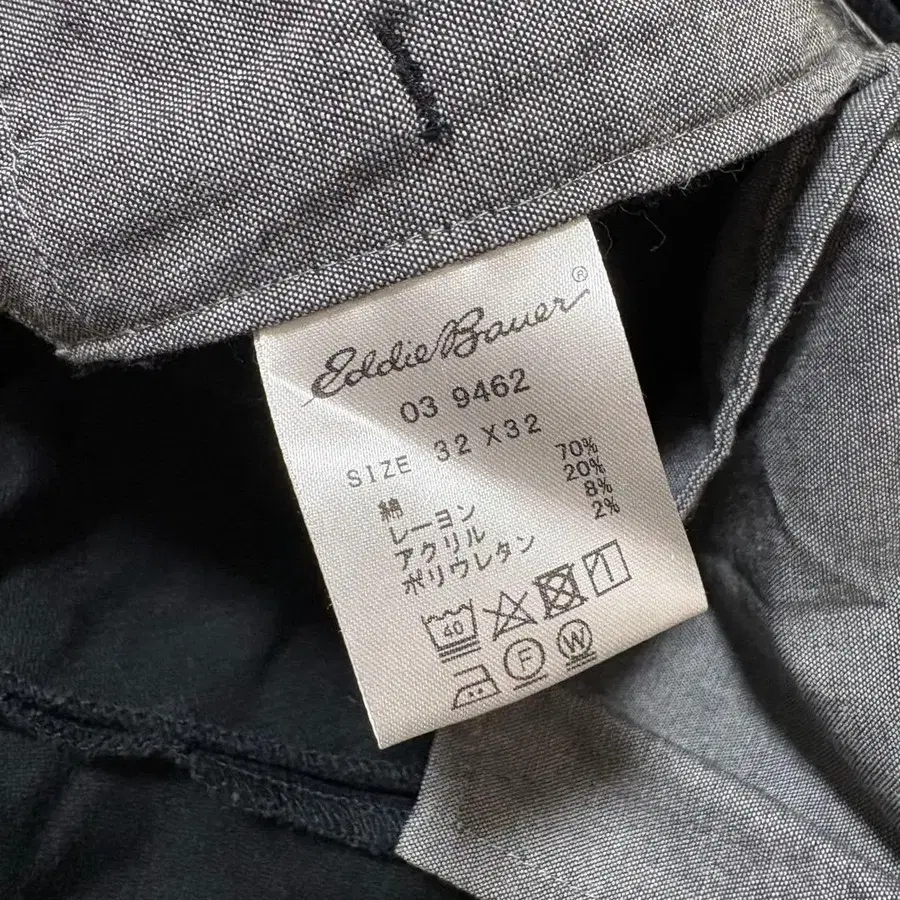 Eddie Bauer®
03 9462
SIZE 32 X 32
綿 70%
レーヨン 20%
アクリル 8%
ポリウレタン 2%
40
F W